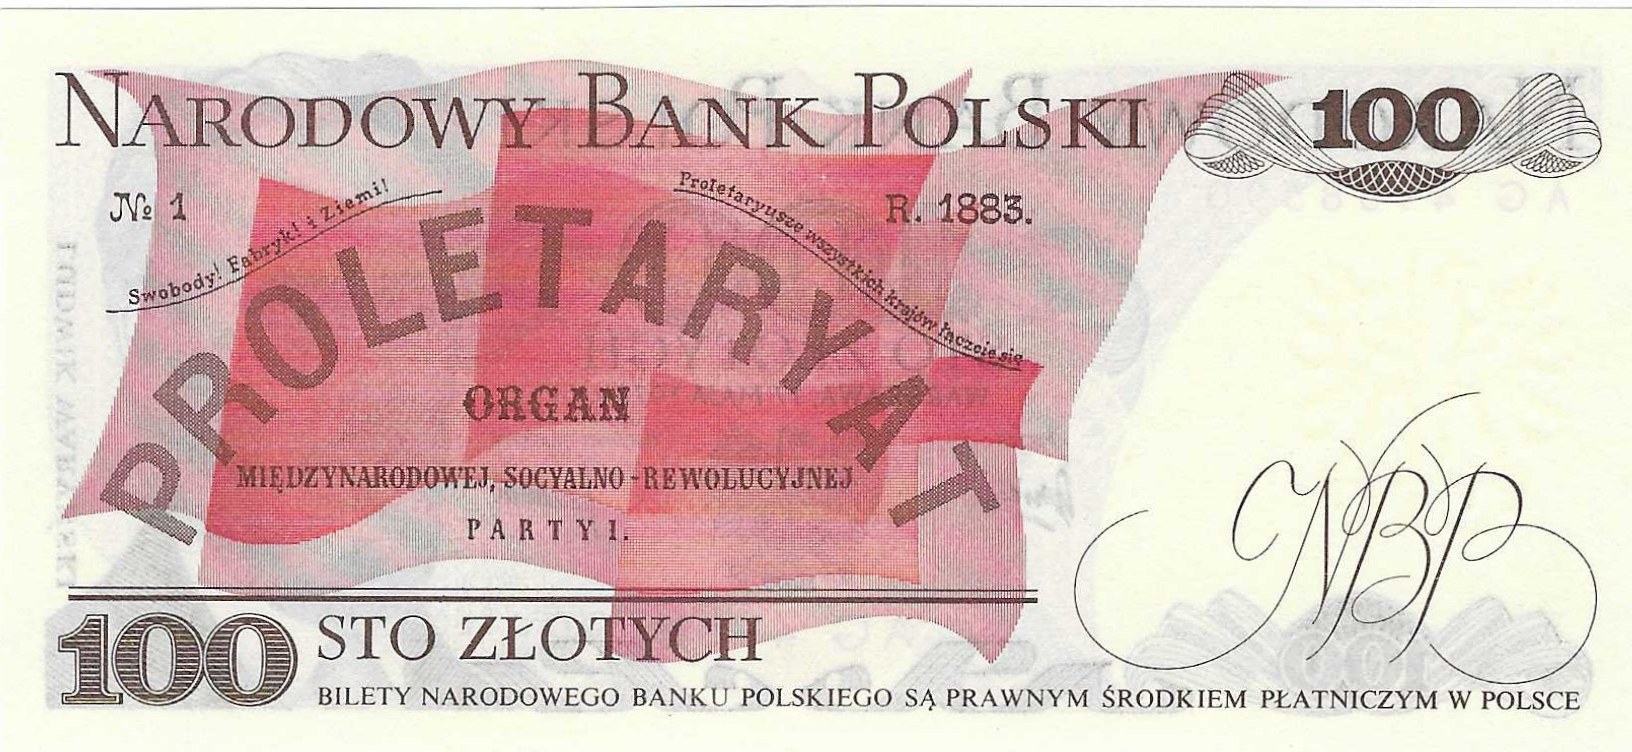 NARODOWY BANK POLSKI
100
№ 1
R. 1883.
Swobody! Fabryk! i Ziemi!
Proletaryusze wszystkich krajów łączcie się
PROLETARYAT
ORGAN
MIĘDZYNARODOWEJ, SOCYALNO-REWOLUCYJNEJ
PARTYI.
NBP
100 STO ZŁOTYCH
BILETY NARODOWEGO BANKU POLSKIEGO SĄ PRAWNYM ŚRODKIEM PŁATNICZYM W POLSCE